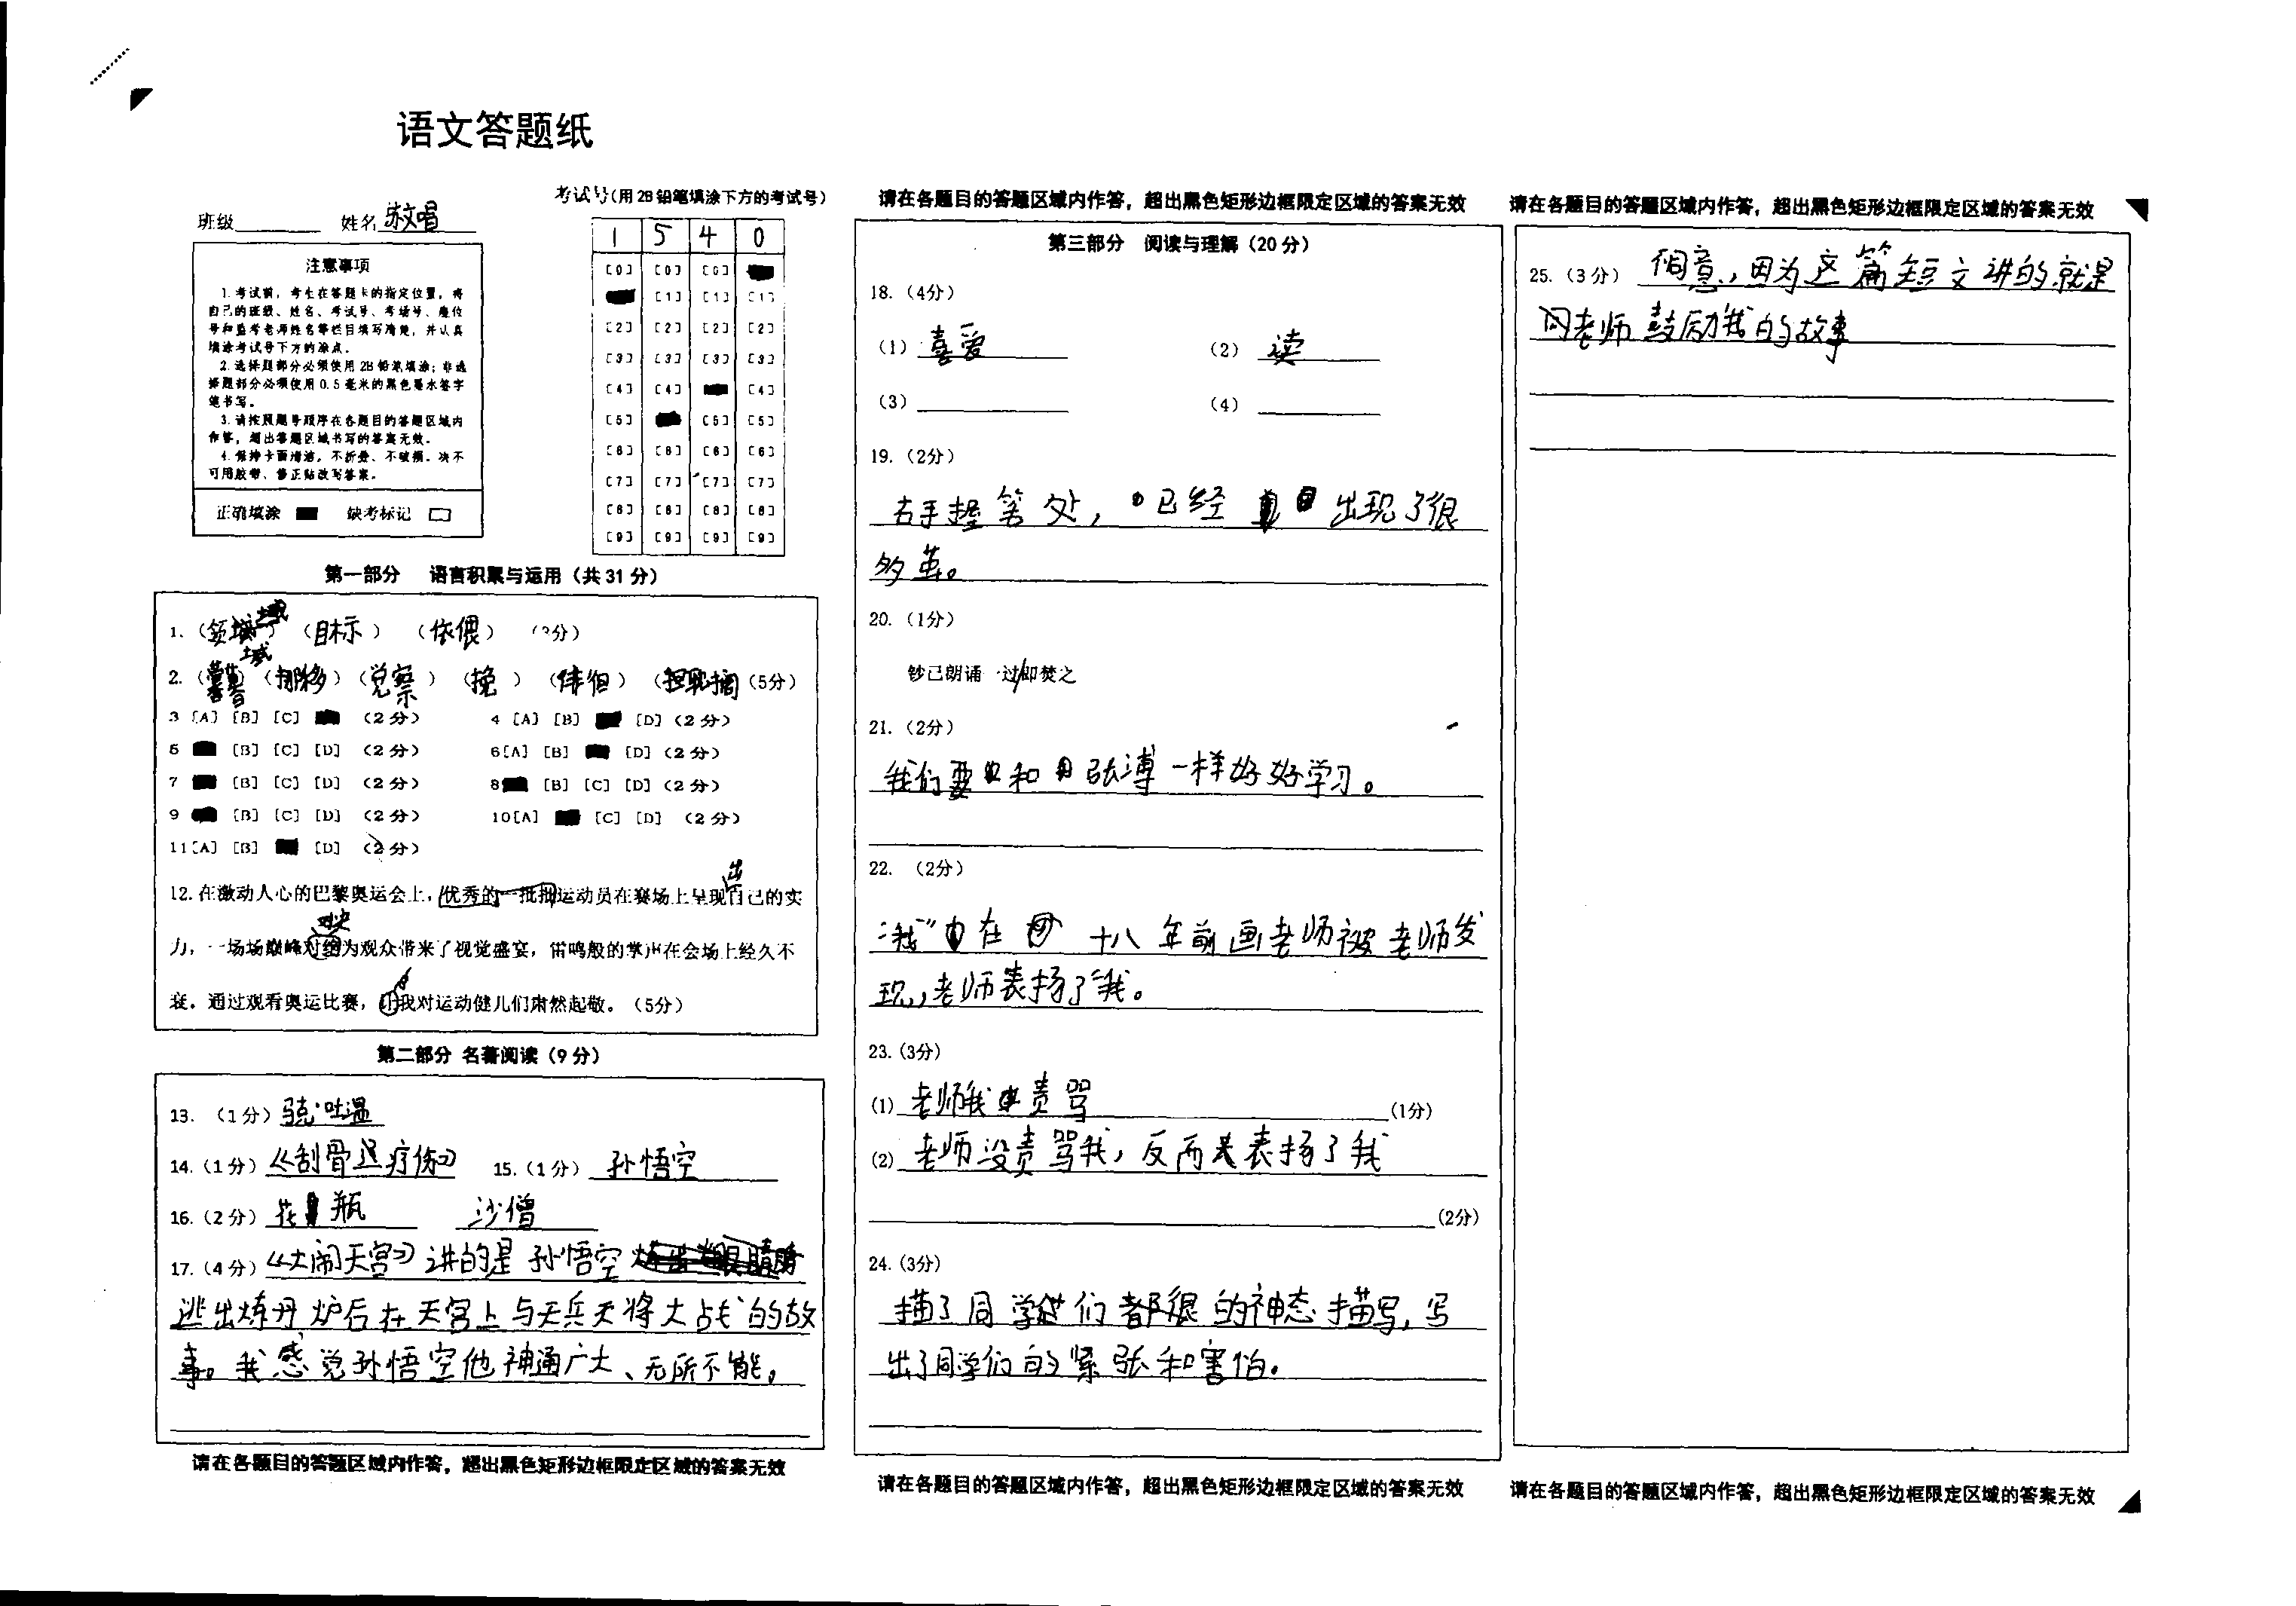 语文答题纸
班级 姓名
考试号(用2B铅笔填涂下方的考试号)
1 5 4 0
注意事项
1.考试前,考生在答题卡的指定位置,将
自己的班级、姓名、考试号、考场号、座位
号和监考老师姓名等栏目填写清楚,并认真
填涂考试号下方的涂点。
2.选择题部分必须使用2B铅笔填涂;非选
择题部分必须使用0.5毫米的黑色墨水签字
笔书写。
3.请按照题号顺序在各题目的答题区域内
作答,超出答题区域书写的答案无效。
4.保持卡面清洁,不折叠、不破损。决不
可用胶带、修正贴改写答案。
正确填涂 缺考标记
[0] [0] [0]
[1] [1] [1]
[2] [2] [2] [2]
[3] [3] [3] [3]
[4] [4] [4]
[5] [5] [5]
[6] [6] [6] [6]
[7] [7] [7] [7]
[8] [8] [8] [8]
[9] [9] [9] [9]
第一部分 语言积累与运用(共31分)
1.(领域)(目标)(依偎)(3分)
2.( )(挪移)(觉察)(挽)(徘徊)( 摘(5分)
3 [A] [B] [C] (2分) 4 [A] [B] [D] (2分)
5 [B] [C] [D] (2分) 6[A] [B] [D] (2分)
7 [B] [C] [D] (2分) 8 [B] [C] [D] (2分)
9 [B] [C] [D] (2分) 10[A] [C] [D] (2分)
11[A] [B] [D] (2分)
出
12.在激动人心的巴黎奥运会上,优秀的一批批运动员在赛场上呈现自己的实
决
力,一场场巅峰对绝为观众带来了视觉盛宴,雷鸣般的掌声在会场上经久不
衰。通过观看奥运比赛,让我对运动健儿们肃然起敬。(5分)
第二部分 名著阅读(9分)
13.(1分)骆吐温
14.(1分)《刮骨 疗伤》 15.(1分)孙悟空
16.(2分)花瓶 沙僧
17.(4分)《大闹天宫》讲的是孙悟空
逃出炼丹炉后在天宫上与天兵天将大战的故
事。我感觉孙悟空他神通广大、无所不能。
请在各题目的答题区域内作答,超出黑色矩形边框限定区域的答案无效
请在各题目的答题区域内作答,超出黑色矩形边框限定区域的答案无效
第三部分 阅读与理解(20分)
18.(4分)
(1)喜爱 (2)读
(3) (4)
19.(2分)
右手握笔处,已经出现了很
多茧。
20.(1分)
钞已朗诵一过/即焚之
21.(2分)
我们要和张溥一样好好学习。
22.(2分)
“我”在 十八年前画老师被老师发
现,老师表扬了我。
23.(3分)
(1)老师我责骂 (1分)
(2)老师没责骂我,反而表扬了我
(2分)
24.(3分)
描了同学们都很的神态描写,写
出了同学们的紧张和害怕。
请在各题目的答题区域内作答,超出黑色矩形边框限定区域的答案无效
请在各题目的答题区域内作答,超出黑色矩形边框限定区域的答案无效
25.(3分) 同意,因为这篇短文讲的就是
老师鼓励我的故事
请在各题目的答题区域内作答,超出黑色矩形边框限定区域的答案无效